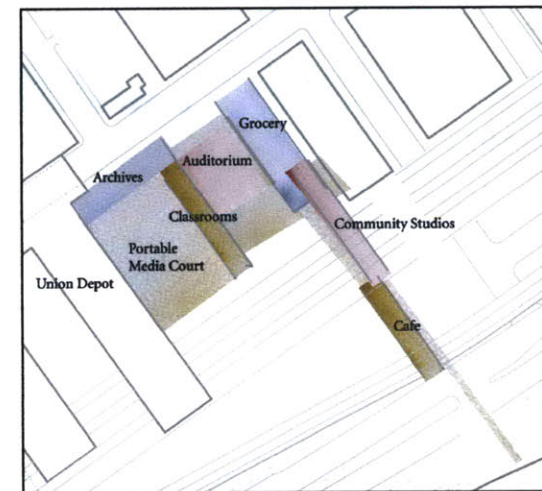 Grocery
Auditorium
Archives
Classrooms
Community Studios
Portable
Media Court
Union Depot
Cafe